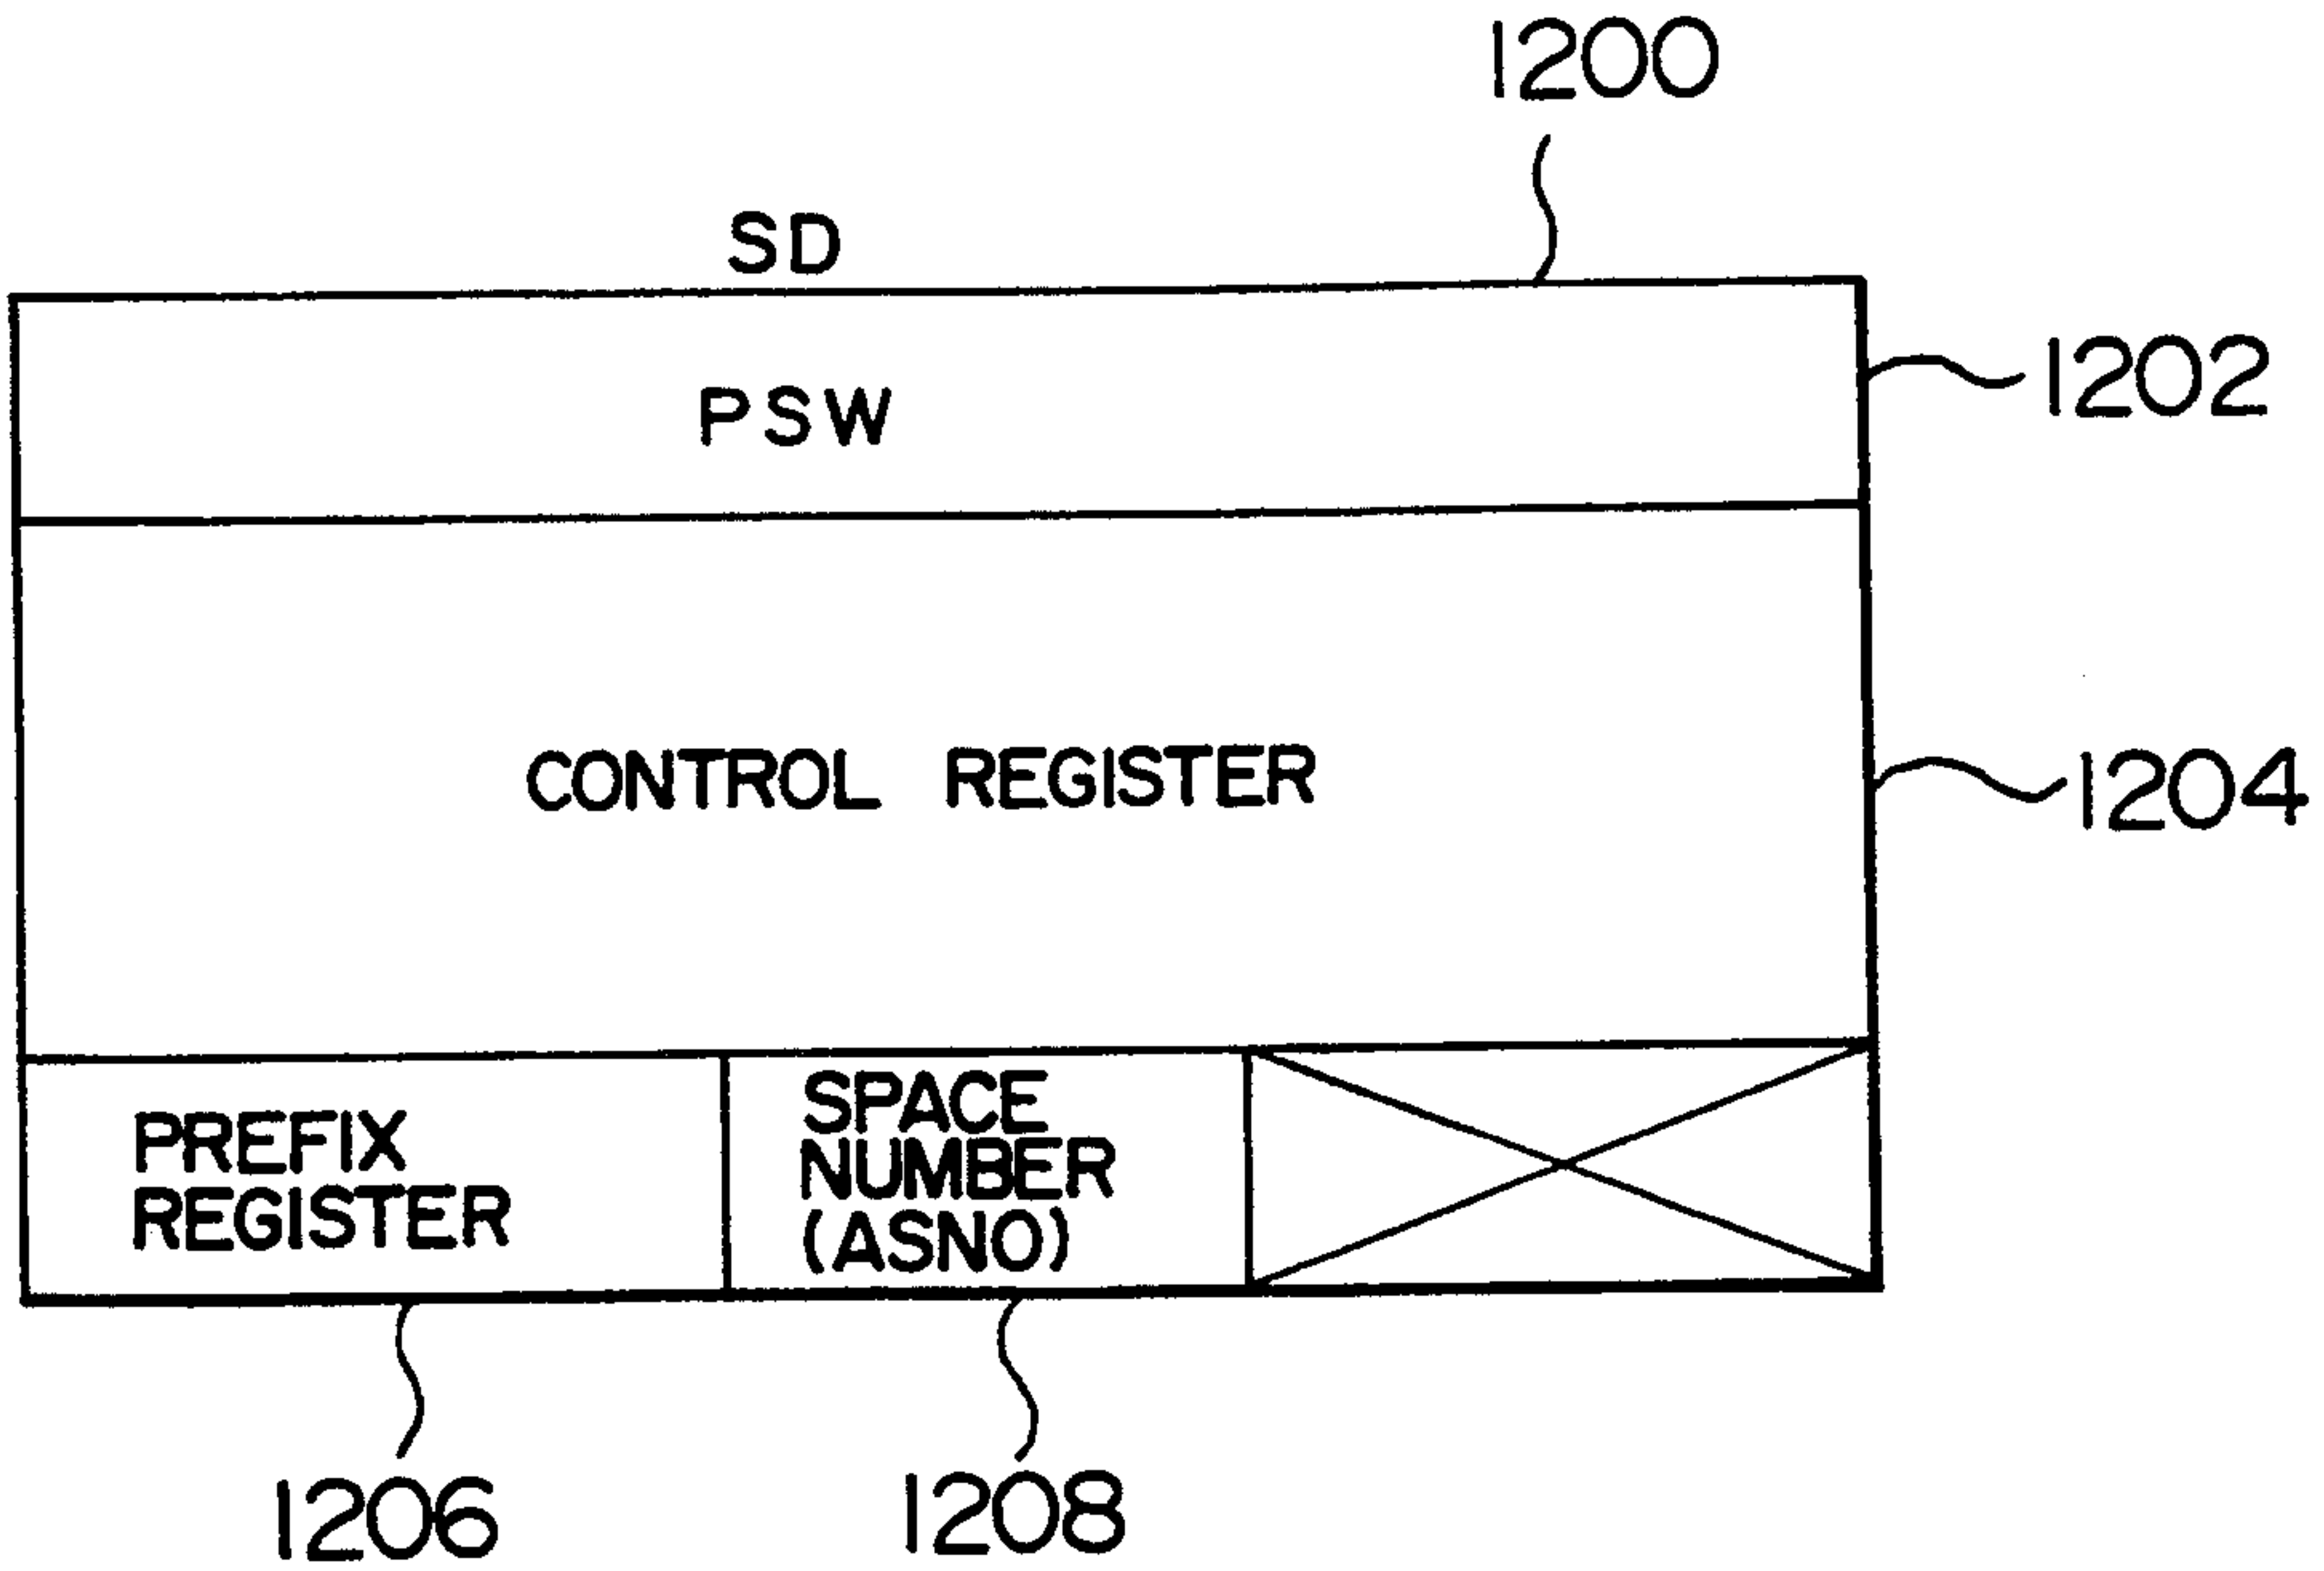 1200
SD
1202
PSW
CONTROL REGISTER
1204
PREFIX
REGISTER
SPACE
NUMBER
(ASNO)
1206
1208